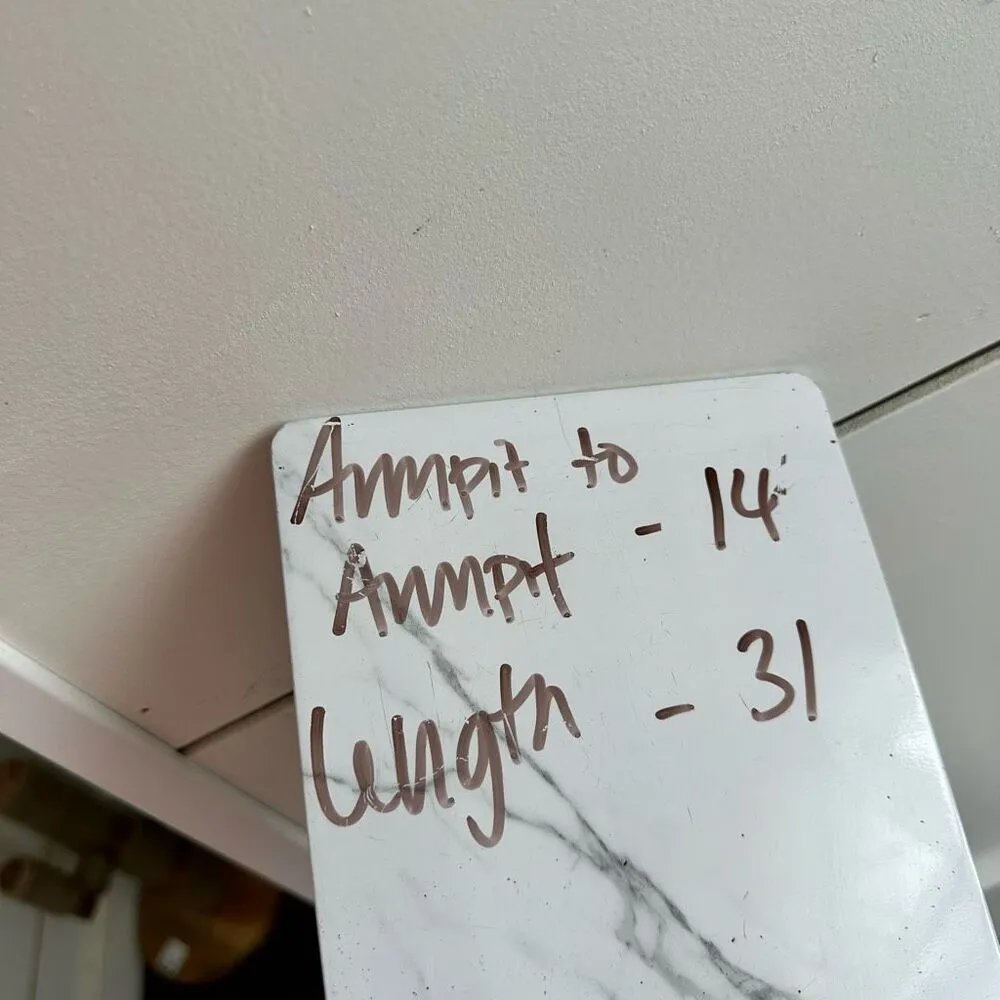 Armpit to
Armpit - 14
Length - 31